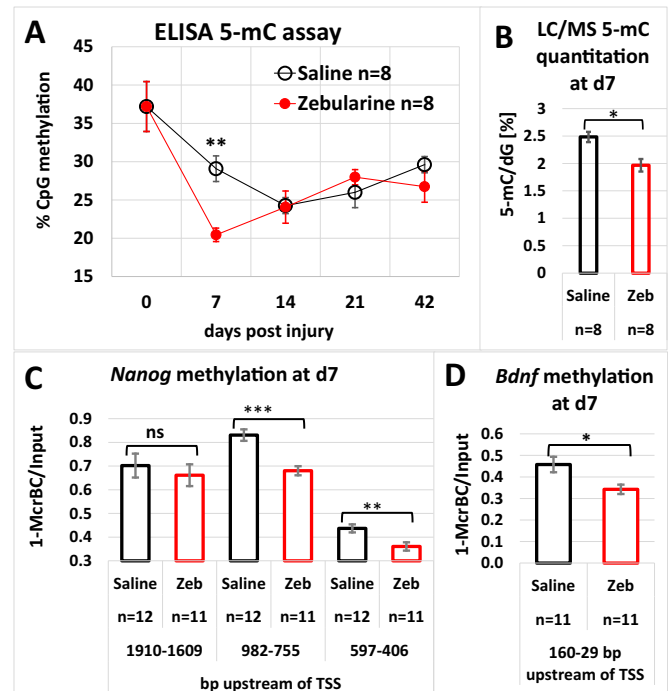 A
ELISA 5-mC assay
Saline n=8
Zebularine n=8
% CpG methylation
40
35
30
25
20
15
**
0 7 14 21 42
days post injury
B
LC/MS 5-mC
quantitation
at d7
5-mC/dG [%]
3
2.5
2
1.5
1
0.5
0
*
Saline Zeb
n=8 n=8
C
Nanog methylation at d7
1-McrBC/Input
0.9
0.8
0.7
0.6
0.5
0.4
0.3
ns
***
**
Saline Zeb Saline Zeb Saline Zeb
n=12 n=11 n=12 n=11 n=12 n=11
1910-1609 982-755 597-406
bp upstream of TSS
D
Bdnf methylation
at d7
1-McrBC/Input
0.6
0.5
0.4
0.3
0.2
0.1
0.0
*
Saline Zeb
n=11 n=11
160-29 bp
upstream of TSS